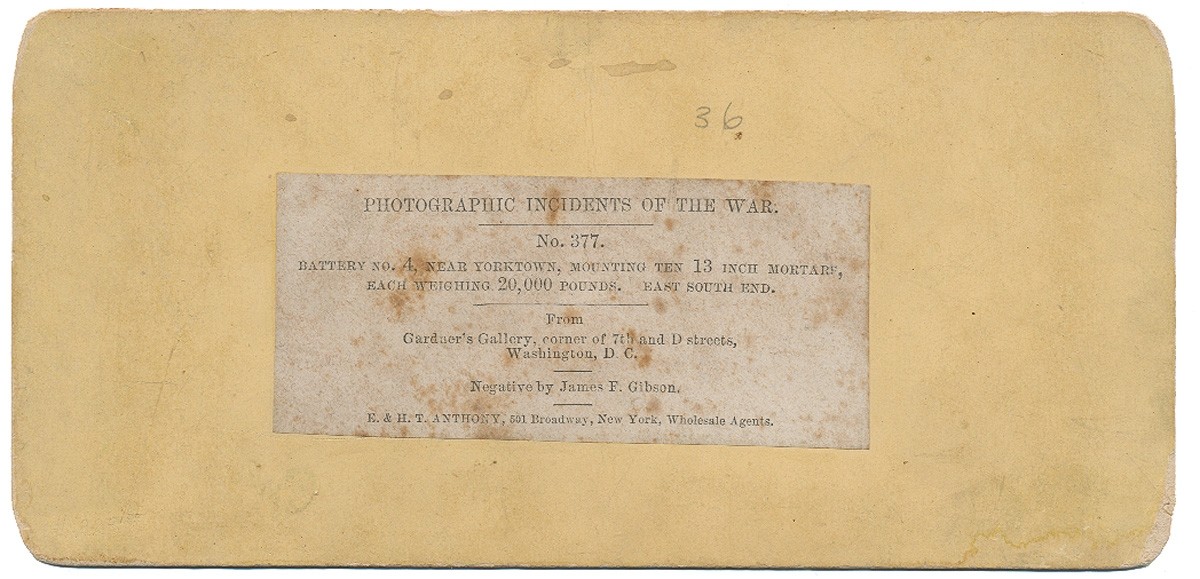 36
PHOTOGRAPHIC INCIDENTS OF THE WAR.
No. 377.
BATTERY NO. 4, NEAR YORKTOWN, MOUNTING TEN 13 INCH MORTARS,
EACH WEIGHING 20,000 POUNDS. EAST SOUTH END.
From
Gardner's Gallery, corner of 7th and D streets,
Washington, D. C.
Negative by James F. Gibson.
E. & H. T. ANTHONY, 501 Broadway, New York, Wholesale Agents.